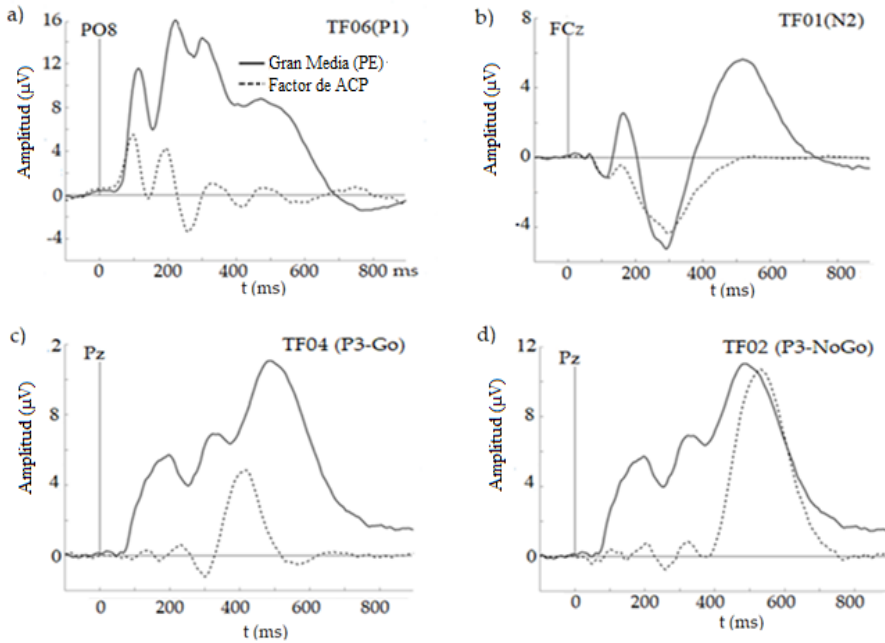 a)
TF06(P1)
PO8
16
12
8
4
0
-4
Amplitud (μV)
Gran Media (PE)
Factor de ACP
0 200 400 600 800 ms
t (ms)
b)
TF01(N2)
FCz
8
4
0
-4
Amplitud (μV)
0 200 400 600 800
t (ms)
c)
TF04 (P3-Go)
Pz
2
8
4
0
Amplitud (μV)
0 200 400 600 800
t (ms)
d)
TF02 (P3-NoGo)
Pz
12
8
4
0
Amplitud (μV)
0 200 400 600 800
t (ms)